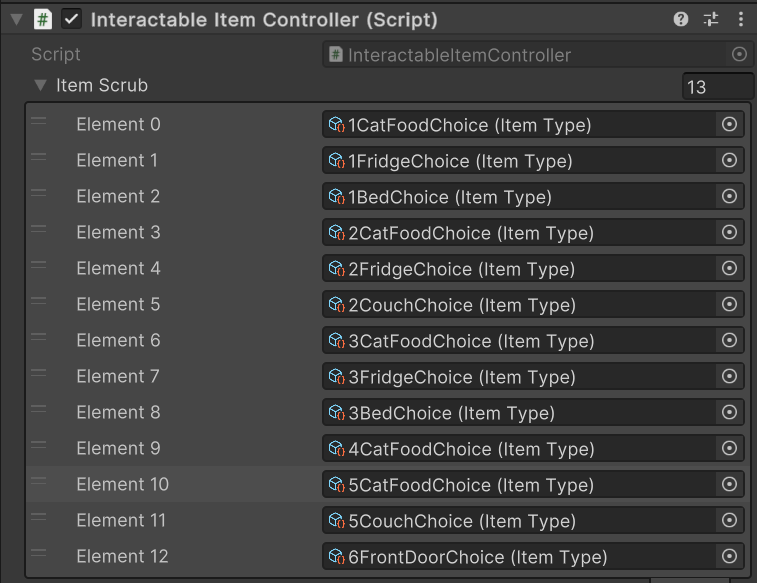 Interactable Item Controller (Script)
Script InteractableItemController
Item Scrub 13
Element 0 1CatFoodChoice (Item Type)
Element 1 1FridgeChoice (Item Type)
Element 2 1BedChoice (Item Type)
Element 3 2CatFoodChoice (Item Type)
Element 4 2FridgeChoice (Item Type)
Element 5 2CouchChoice (Item Type)
Element 6 3CatFoodChoice (Item Type)
Element 7 3FridgeChoice (Item Type)
Element 8 3BedChoice (Item Type)
Element 9 4CatFoodChoice (Item Type)
Element 10 5CatFoodChoice (Item Type)
Element 11 5CouchChoice (Item Type)
Element 12 6FrontDoorChoice (Item Type)